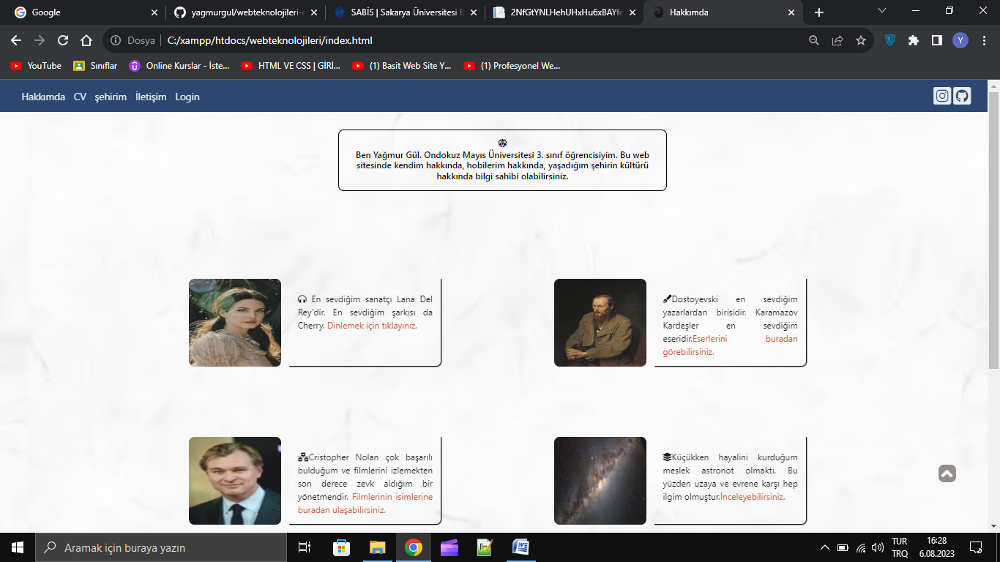 Google
yagmurgul/webteknolojileri-
SABİS | Sakarya Üniversitesi B
2NfGtYNLHehUHxHu6xBAYfe
Hakkımda
Dosya
C:/xampp/htdocs/webteknolojileri/index.html
Y
YouTube
Sınıflar
Online Kurslar - İste...
HTML VE CSS | GİRİ...
(1) Basit Web Site Y...
(1) Profesyonel We...
Hakkımda CV şehirim İletişim Login
Ben Yağmur Gül. Ondokuz Mayıs Üniversitesi 3. sınıf öğrencisiyim. Bu web
sitesinde kendim hakkında, hobilerim hakkında, yaşadığım şehirin kültürü
hakkında bilgi sahibi olabilirsiniz.
En sevdiğim sanatçı Lana Del
Rey'dir. En sevdiğim şarkısı da
Cherry. Dinlemek için tıklayınız.
Dostoyevski en sevdiğim
yazarlardan birisidir. Karamazov
Kardeşler en sevdiğim
eseridir.Eserlerini buradan
görebilirsiniz.
Cristopher Nolan çok başarılı
bulduğum ve filmlerini izlemekten
son derece zevk aldığım bir
yönetmendir. Filmlerinin isimlerine
buradan ulaşabilirsiniz.
Küçükken hayalini kurduğum
meslek astronot olmaktı. Bu
yüzden uzaya ve evrene karşı hep
ilgim olmuştur.İnceleyebilirsiniz.
Aramak için buraya yazın
TUR
TRQ
16:28
6.08.2023